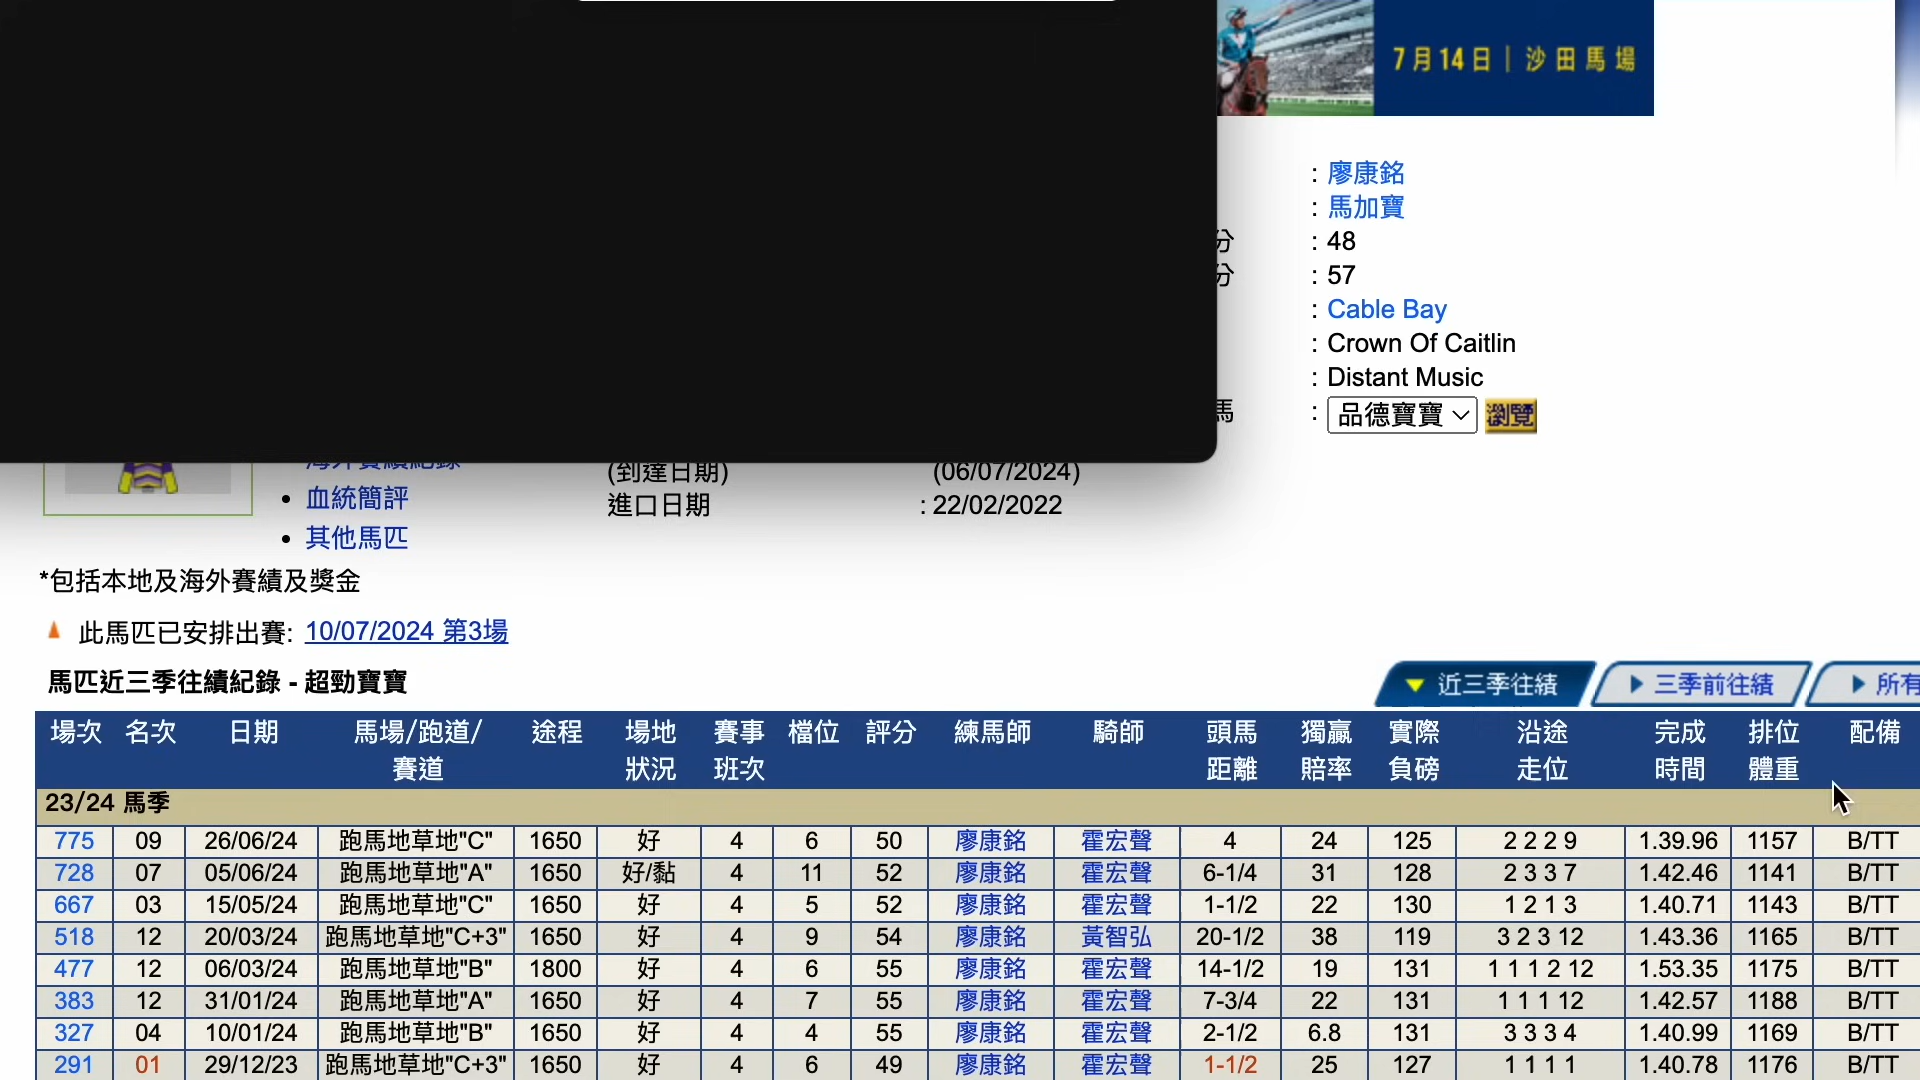 7月14日 | 沙田馬場
: 廖康銘
: 馬加寶
分 : 48
分 : 57
: Cable Bay
: Crown Of Caitlin
: Distant Music
馬 : 品德寶寶 瀏覽
海外賽績紀錄 (到達日期) (06/07/2024)
• 血統簡評 進口日期 : 22/02/2022
• 其他馬匹
*包括本地及海外賽績及獎金
此馬匹已安排出賽: 10/07/2024 第3場
馬匹近三季往績紀錄 - 超勁寶寶 近三季往績 三季前往績 所有
場次 名次 日期 馬場/跑道/ 途程 場地 賽事 檔位 評分 練馬師 騎師 頭馬 獨贏 實際 沿途 完成 排位 配備
賽道 狀況 班次 距離 賠率 負磅 走位 時間 體重
23/24 馬季
775 09 26/06/24 跑馬地草地"C" 1650 好 4 6 50 廖康銘 霍宏聲 4 24 125 2 2 2 9 1.39.96 1157 B/TT
728 07 05/06/24 跑馬地草地"A" 1650 好/黏 4 11 52 廖康銘 霍宏聲 6-1/4 31 128 2 3 3 7 1.42.46 1141 B/TT
667 03 15/05/24 跑馬地草地"C" 1650 好 4 5 52 廖康銘 霍宏聲 1-1/2 22 130 1 2 1 3 1.40.71 1143 B/TT
518 12 20/03/24 跑馬地草地"C+3" 1650 好 4 9 54 廖康銘 黃智弘 20-1/2 38 119 3 2 3 12 1.43.36 1165 B/TT
477 12 06/03/24 跑馬地草地"B" 1800 好 4 6 55 廖康銘 霍宏聲 14-1/2 19 131 1 1 1 2 12 1.53.35 1175 B/TT
383 12 31/01/24 跑馬地草地"A" 1650 好 4 7 55 廖康銘 霍宏聲 7-3/4 22 131 1 1 1 12 1.42.57 1188 B/TT
327 04 10/01/24 跑馬地草地"B" 1650 好 4 4 55 廖康銘 霍宏聲 2-1/2 6.8 131 3 3 3 4 1.40.99 1169 B/TT
291 01 29/12/23 跑馬地草地"C+3" 1650 好 4 6 49 廖康銘 霍宏聲 1-1/2 25 127 1 1 1 1 1.40.78 1176 B/TT